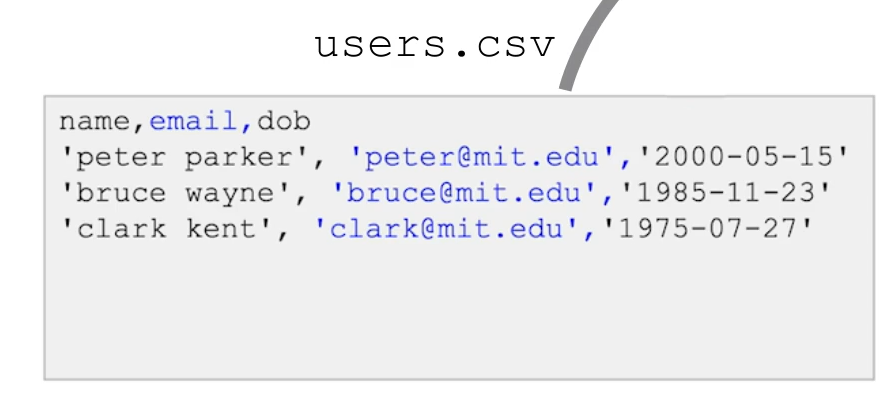 users.csv
name,email,dob
'peter parker', 'peter@mit.edu','2000-05-15'
'bruce wayne', 'bruce@mit.edu','1985-11-23'
'clark kent', 'clark@mit.edu','1975-07-27'